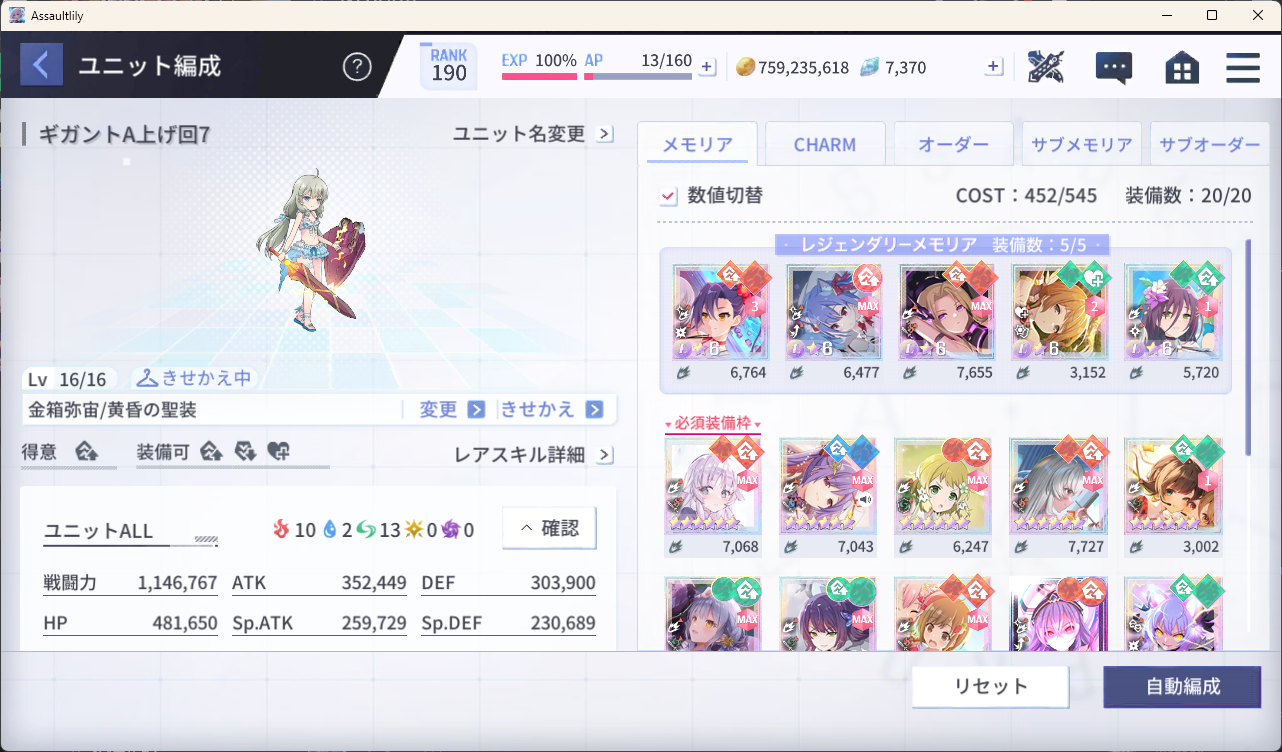 Assaultlily
ユニット編成
?
RANK
190
EXP 100%
AP 13/160
759,235,618
7,370
ギガントA上げ回7
ユニット名変更
メモリア
CHARM
オーダー
サブメモリア
サブオーダー
数値切替
COST：452/545
装備数：20/20
レジェンダリーメモリア 装備数：5/5
3
MAX
MAX
2
1
6
6
6
6
6
6,764
6,477
7,655
3,152
5,720
Lv 16/16
きせかえ中
金箱弥宙/黄昏の聖装
変更
きせかえ
得意
装備可
レアスキル詳細
必須装備枠
MAX
MAX
MAX
1
7,068
7,043
6,247
7,727
3,002
ユニットALL
10 2 13 0 0
確認
戦闘力 1,146,767
ATK 352,449
DEF 303,900
HP 481,650
Sp.ATK 259,729
Sp.DEF 230,689
MAX
MAX
MAX
リセット
自動編成